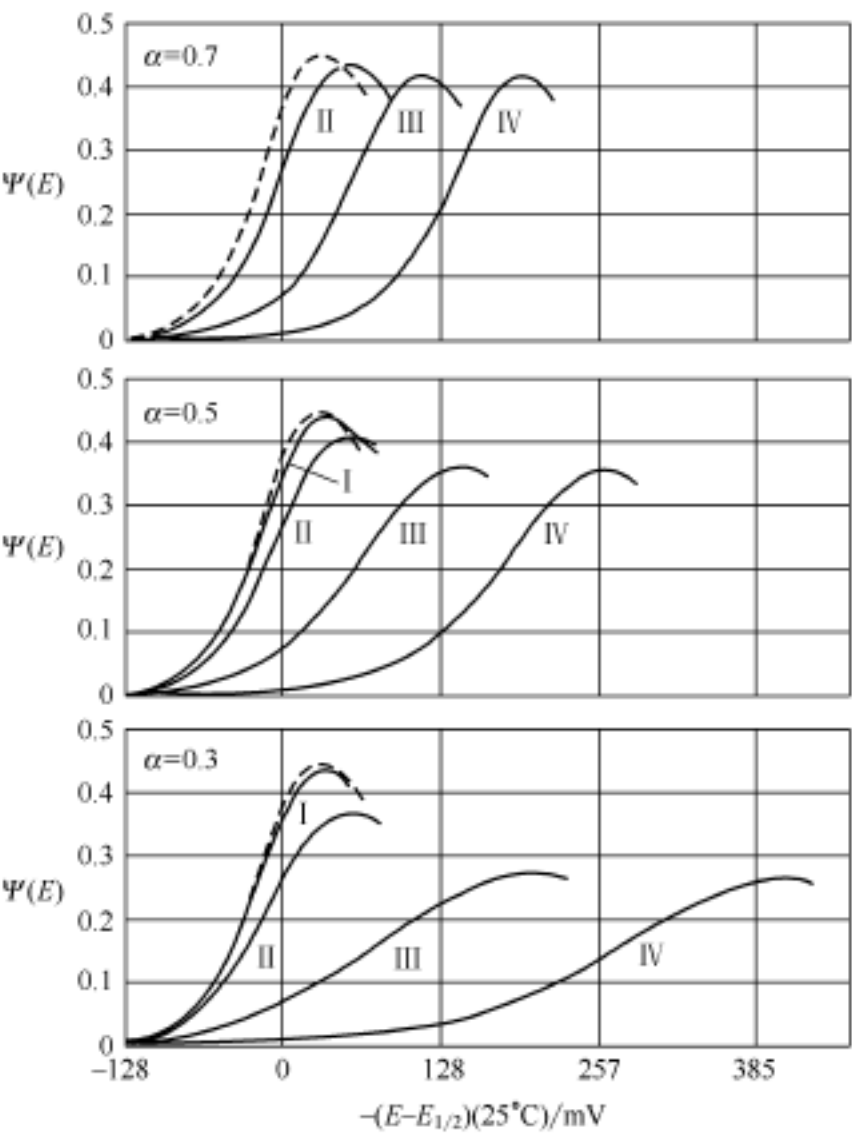 0.5
α=0.7
0.4
II
III
IV
0.3
Ψ(E)
0.2
0.1
0
0.5
α=0.5
0.4
I
0.3
II
III
IV
Ψ(E)
0.2
0.1
0
0.5
α=0.3
0.4
I
0.3
Ψ(E)
0.2
II
III
IV
0.1
0
–128 0 128 257 385
–(E–E1/2)(25°C)/mV